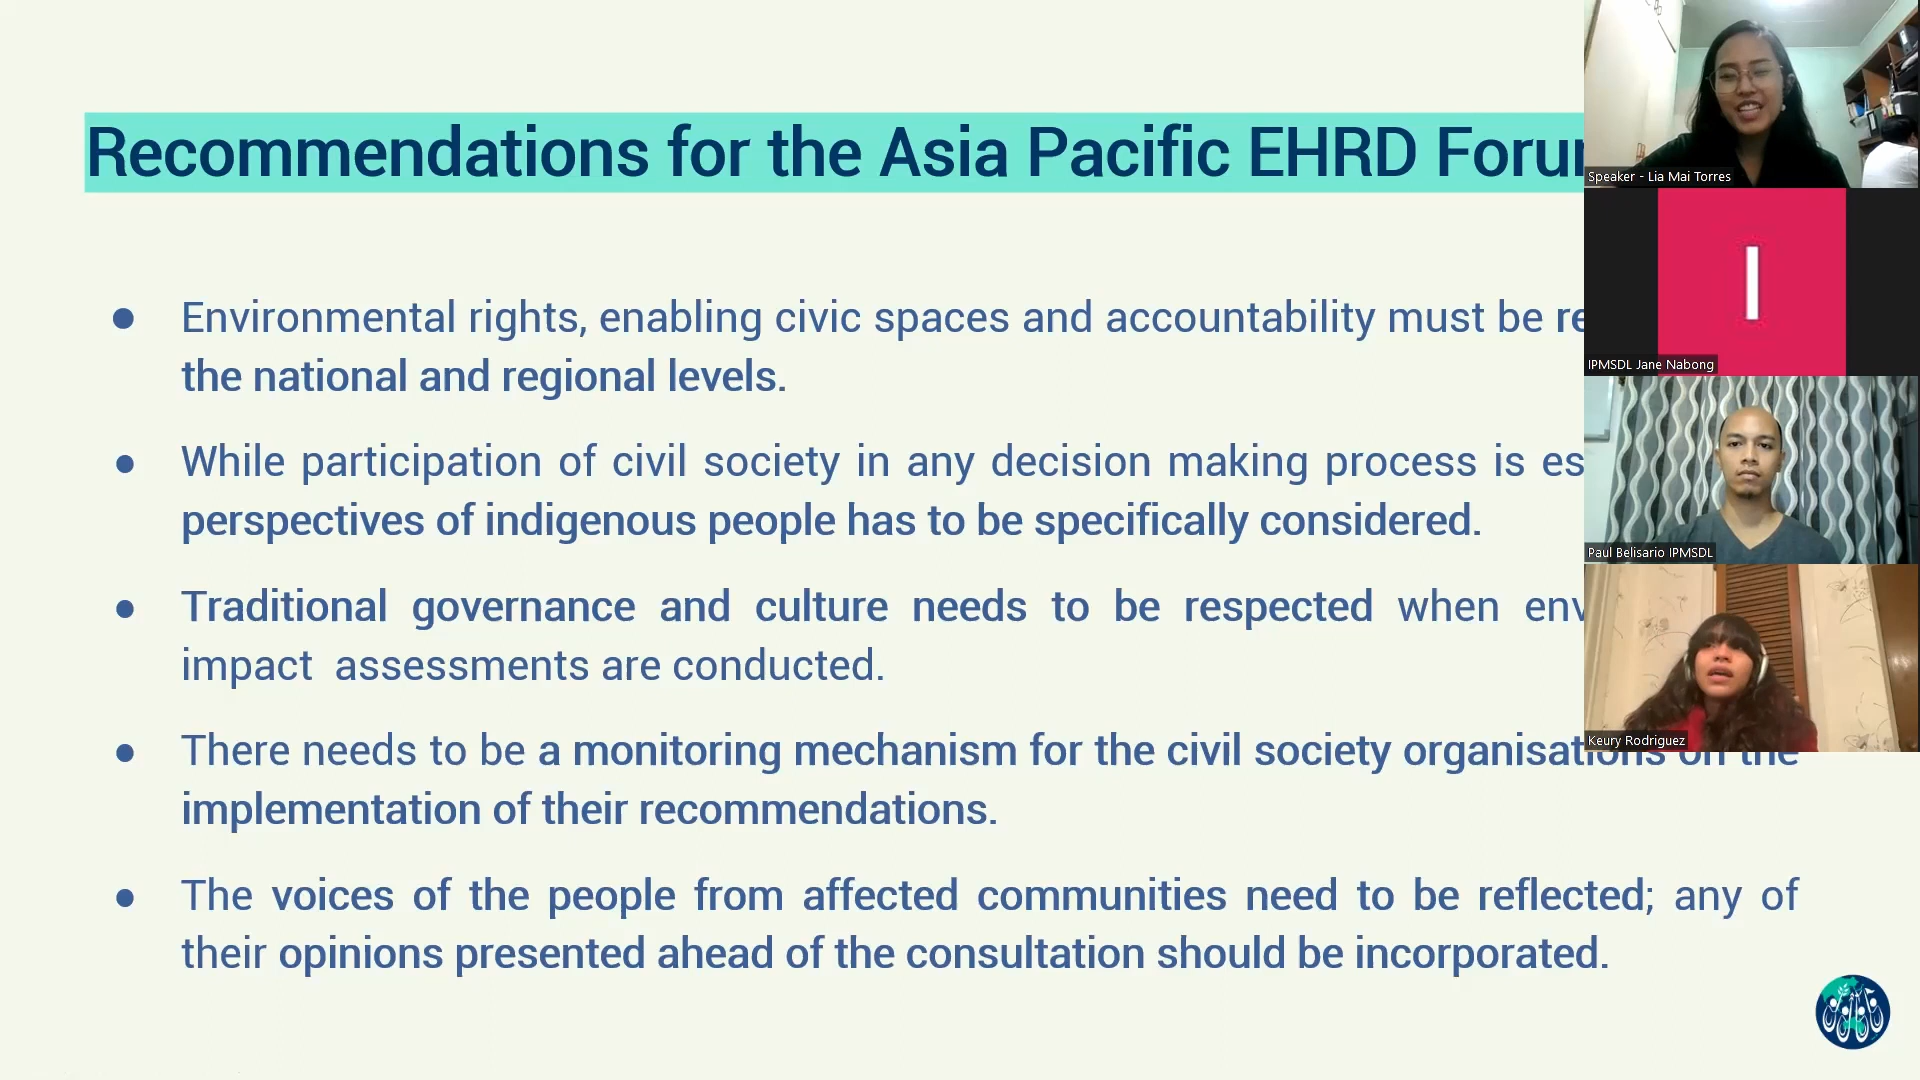 Recommendations for the Asia Pacific EHRD
Environmental rights, enabling civic spaces and accountability must be
the national and regional levels.
While participation of civil society in any decision making process is
perspectives of indigenous people has to be specifically considered.
Traditional governance and culture needs to be respected when
impact assessments are conducted.
There needs to be a monitoring mechanism for the civil society organisations on the
implementation of their recommendations.
The voices of the people from affected communities need to be reflected; any of
their opinions presented ahead of the consultation should be incorporated.
Speaker - Lia Mai Torres
I
IPMSDL Jane Nabong
Paul Belisario IPMSDL
Keury Rodriguez